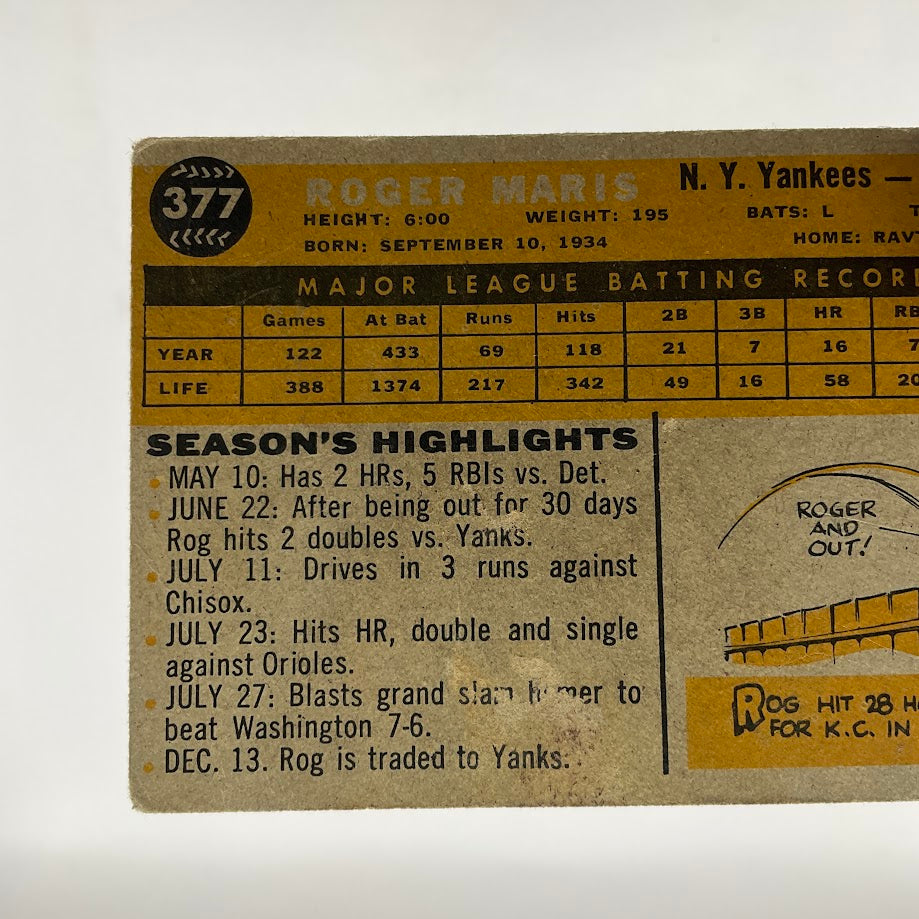 377
ROGER MARIS
N. Y. Yankees —
HEIGHT: 6:00 WEIGHT: 195 BATS: L T
BORN: SEPTEMBER 10, 1934 HOME: RAYT
MAJOR LEAGUE BATTING RECOR
Games At Bat Runs Hits 2B 3B HR RB
YEAR 122 433 69 118 21 7 16 7
LIFE 388 1374 217 342 49 16 58 20
SEASON'S HIGHLIGHTS
MAY 10: Has 2 HRs, 5 RBIs vs. Det.
JUNE 22: After being out for 30 days
Rog hits 2 doubles vs. Yanks.
JULY 11: Drives in 3 runs against
Chisox.
JULY 23: Hits HR, double and single
against Orioles.
JULY 27: Blasts grand slam homer to
beat Washington 7-6.
DEC. 13. Rog is traded to Yanks.
ROGER
AND
OUT!
ROG HIT 28 H
FOR K.C. IN